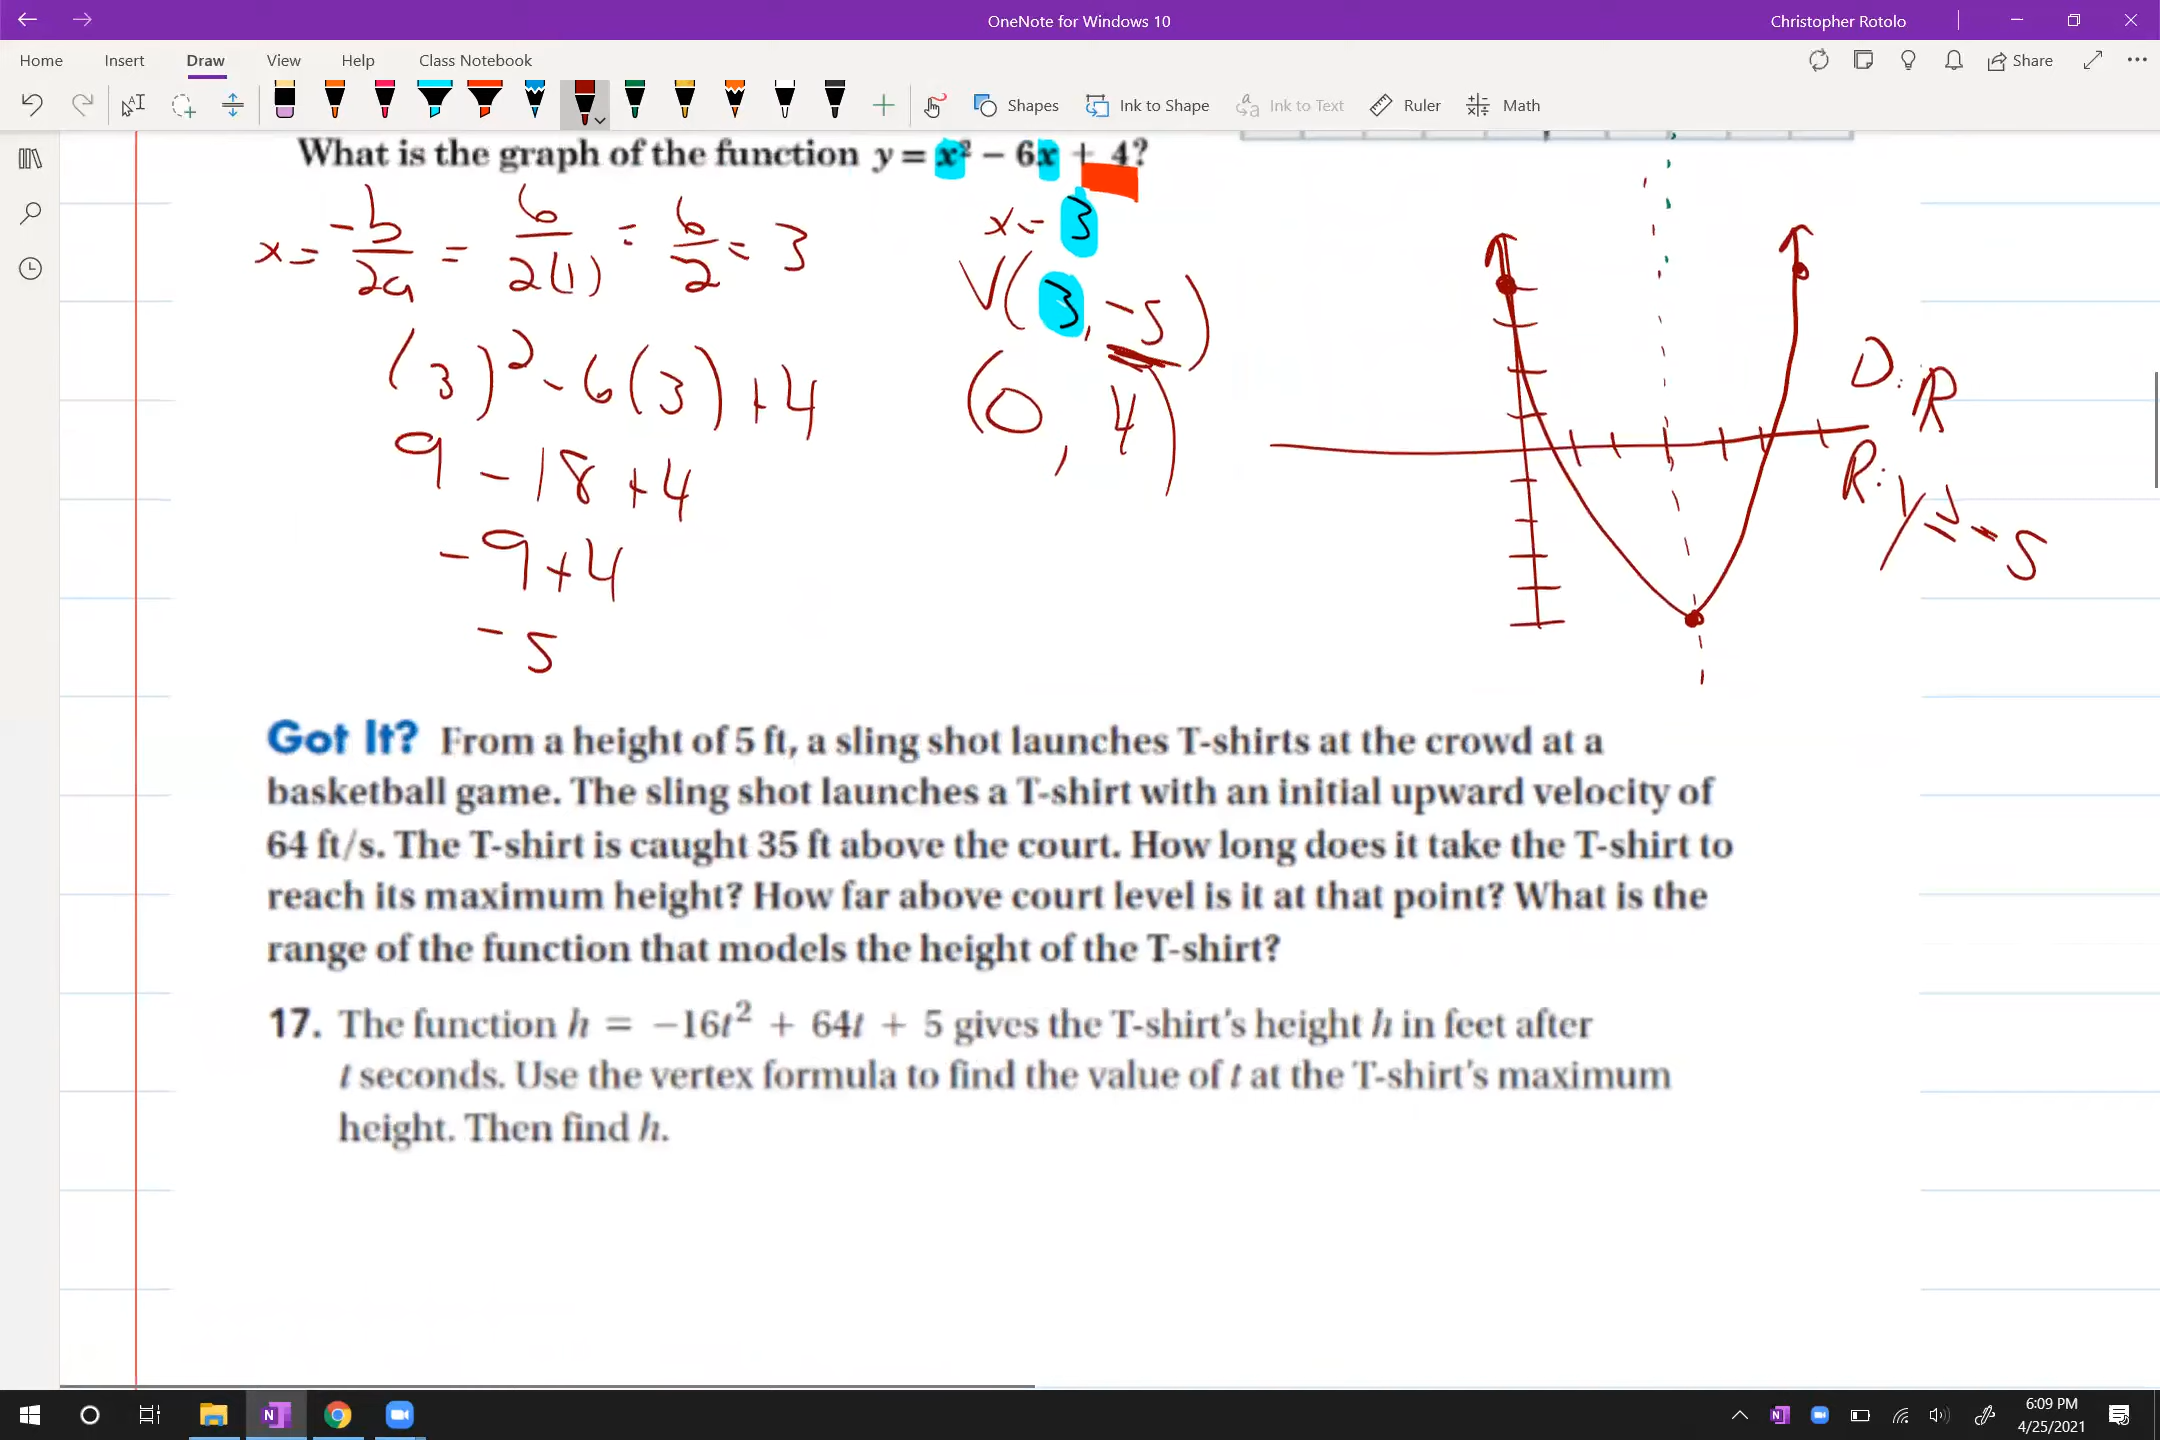 OneNote for Windows 10
Christopher Rotolo
Home Insert Draw View Help Class Notebook
Share
Shapes Ink to Shape Ink to Text Ruler Math
What is the graph of the function y = x² − 6x + 4?
x = -b/2a = 6/2(1) = 6/2 = 3
x = 3
V(3, -5)
(3)² - 6(3) + 4
(0, 4)
9 - 18 + 4
-9 + 4
-5
D: ℝ
R: y ≥ -5
Got It? From a height of 5 ft, a sling shot launches T-shirts at the crowd at a
basketball game. The sling shot launches a T-shirt with an initial upward velocity of
64 ft/s. The T-shirt is caught 35 ft above the court. How long does it take the T-shirt to
reach its maximum height? How far above court level is it at that point? What is the
range of the function that models the height of the T-shirt?
17. The function h = −16t² + 64t + 5 gives the T-shirt's height h in feet after
t seconds. Use the vertex formula to find the value of t at the T-shirt's maximum
height. Then find h.
6:09 PM
4/25/2021